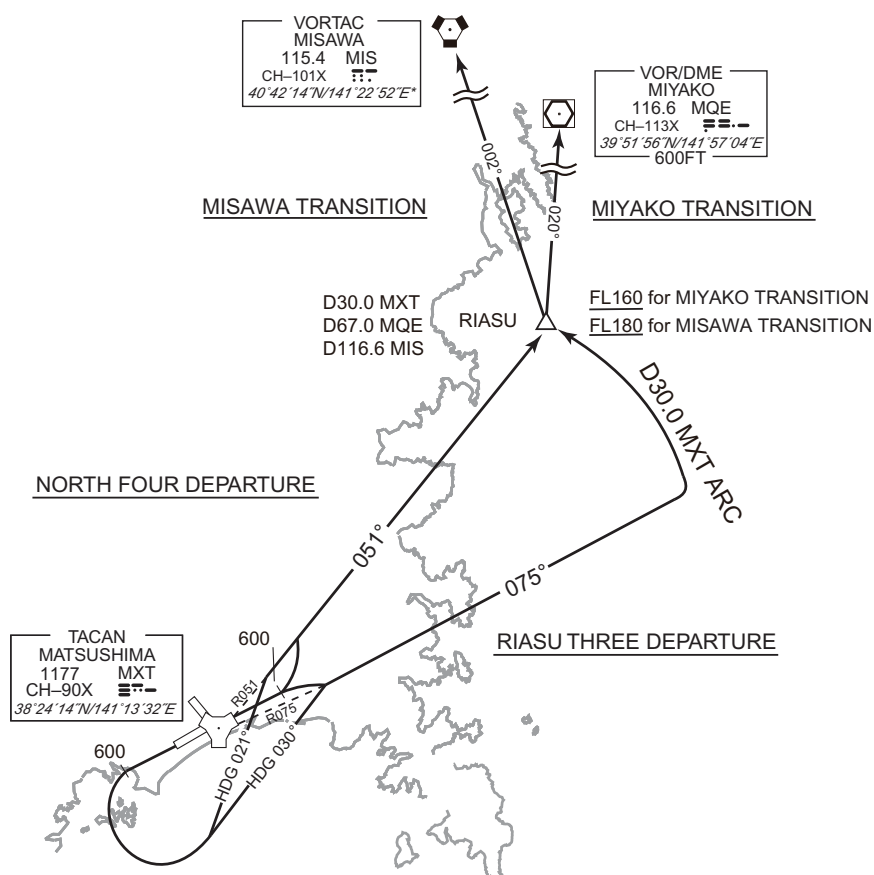 VORTAC
MISAWA
115.4 MIS
CH–101X
40°42′14″N/141°22′52″E*
VOR/DME
MIYAKO
116.6 MQE
CH–113X
39°51′56″N/141°57′04″E
600FT
002°
020°
MISAWA TRANSITION
MIYAKO TRANSITION
D30.0 MXT
D67.0 MQE
D116.6 MIS
RIASU
FL160 for MIYAKO TRANSITION
FL180 for MISAWA TRANSITION
D30.0 MXT ARC
NORTH FOUR DEPARTURE
051°
075°
RIASU THREE DEPARTURE
TACAN
MATSUSHIMA
1177 MXT
CH–90X
38°24′14″N/141°13′32″E
600
R051
R075
HDG 021°
HDG 030°
600